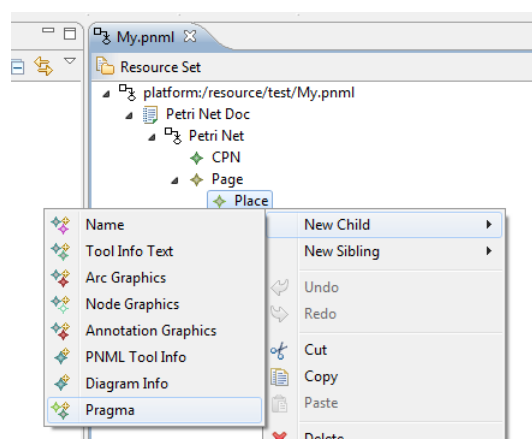 My.pnml
Resource Set
platform:/resource/test/My.pnml
Petri Net Doc
Petri Net
CPN
Page
Place
Name
Tool Info Text
Arc Graphics
Node Graphics
Annotation Graphics
PNML Tool Info
Diagram Info
Pragma
New Child
New Sibling
Undo
Redo
Cut
Copy
Paste
Delete